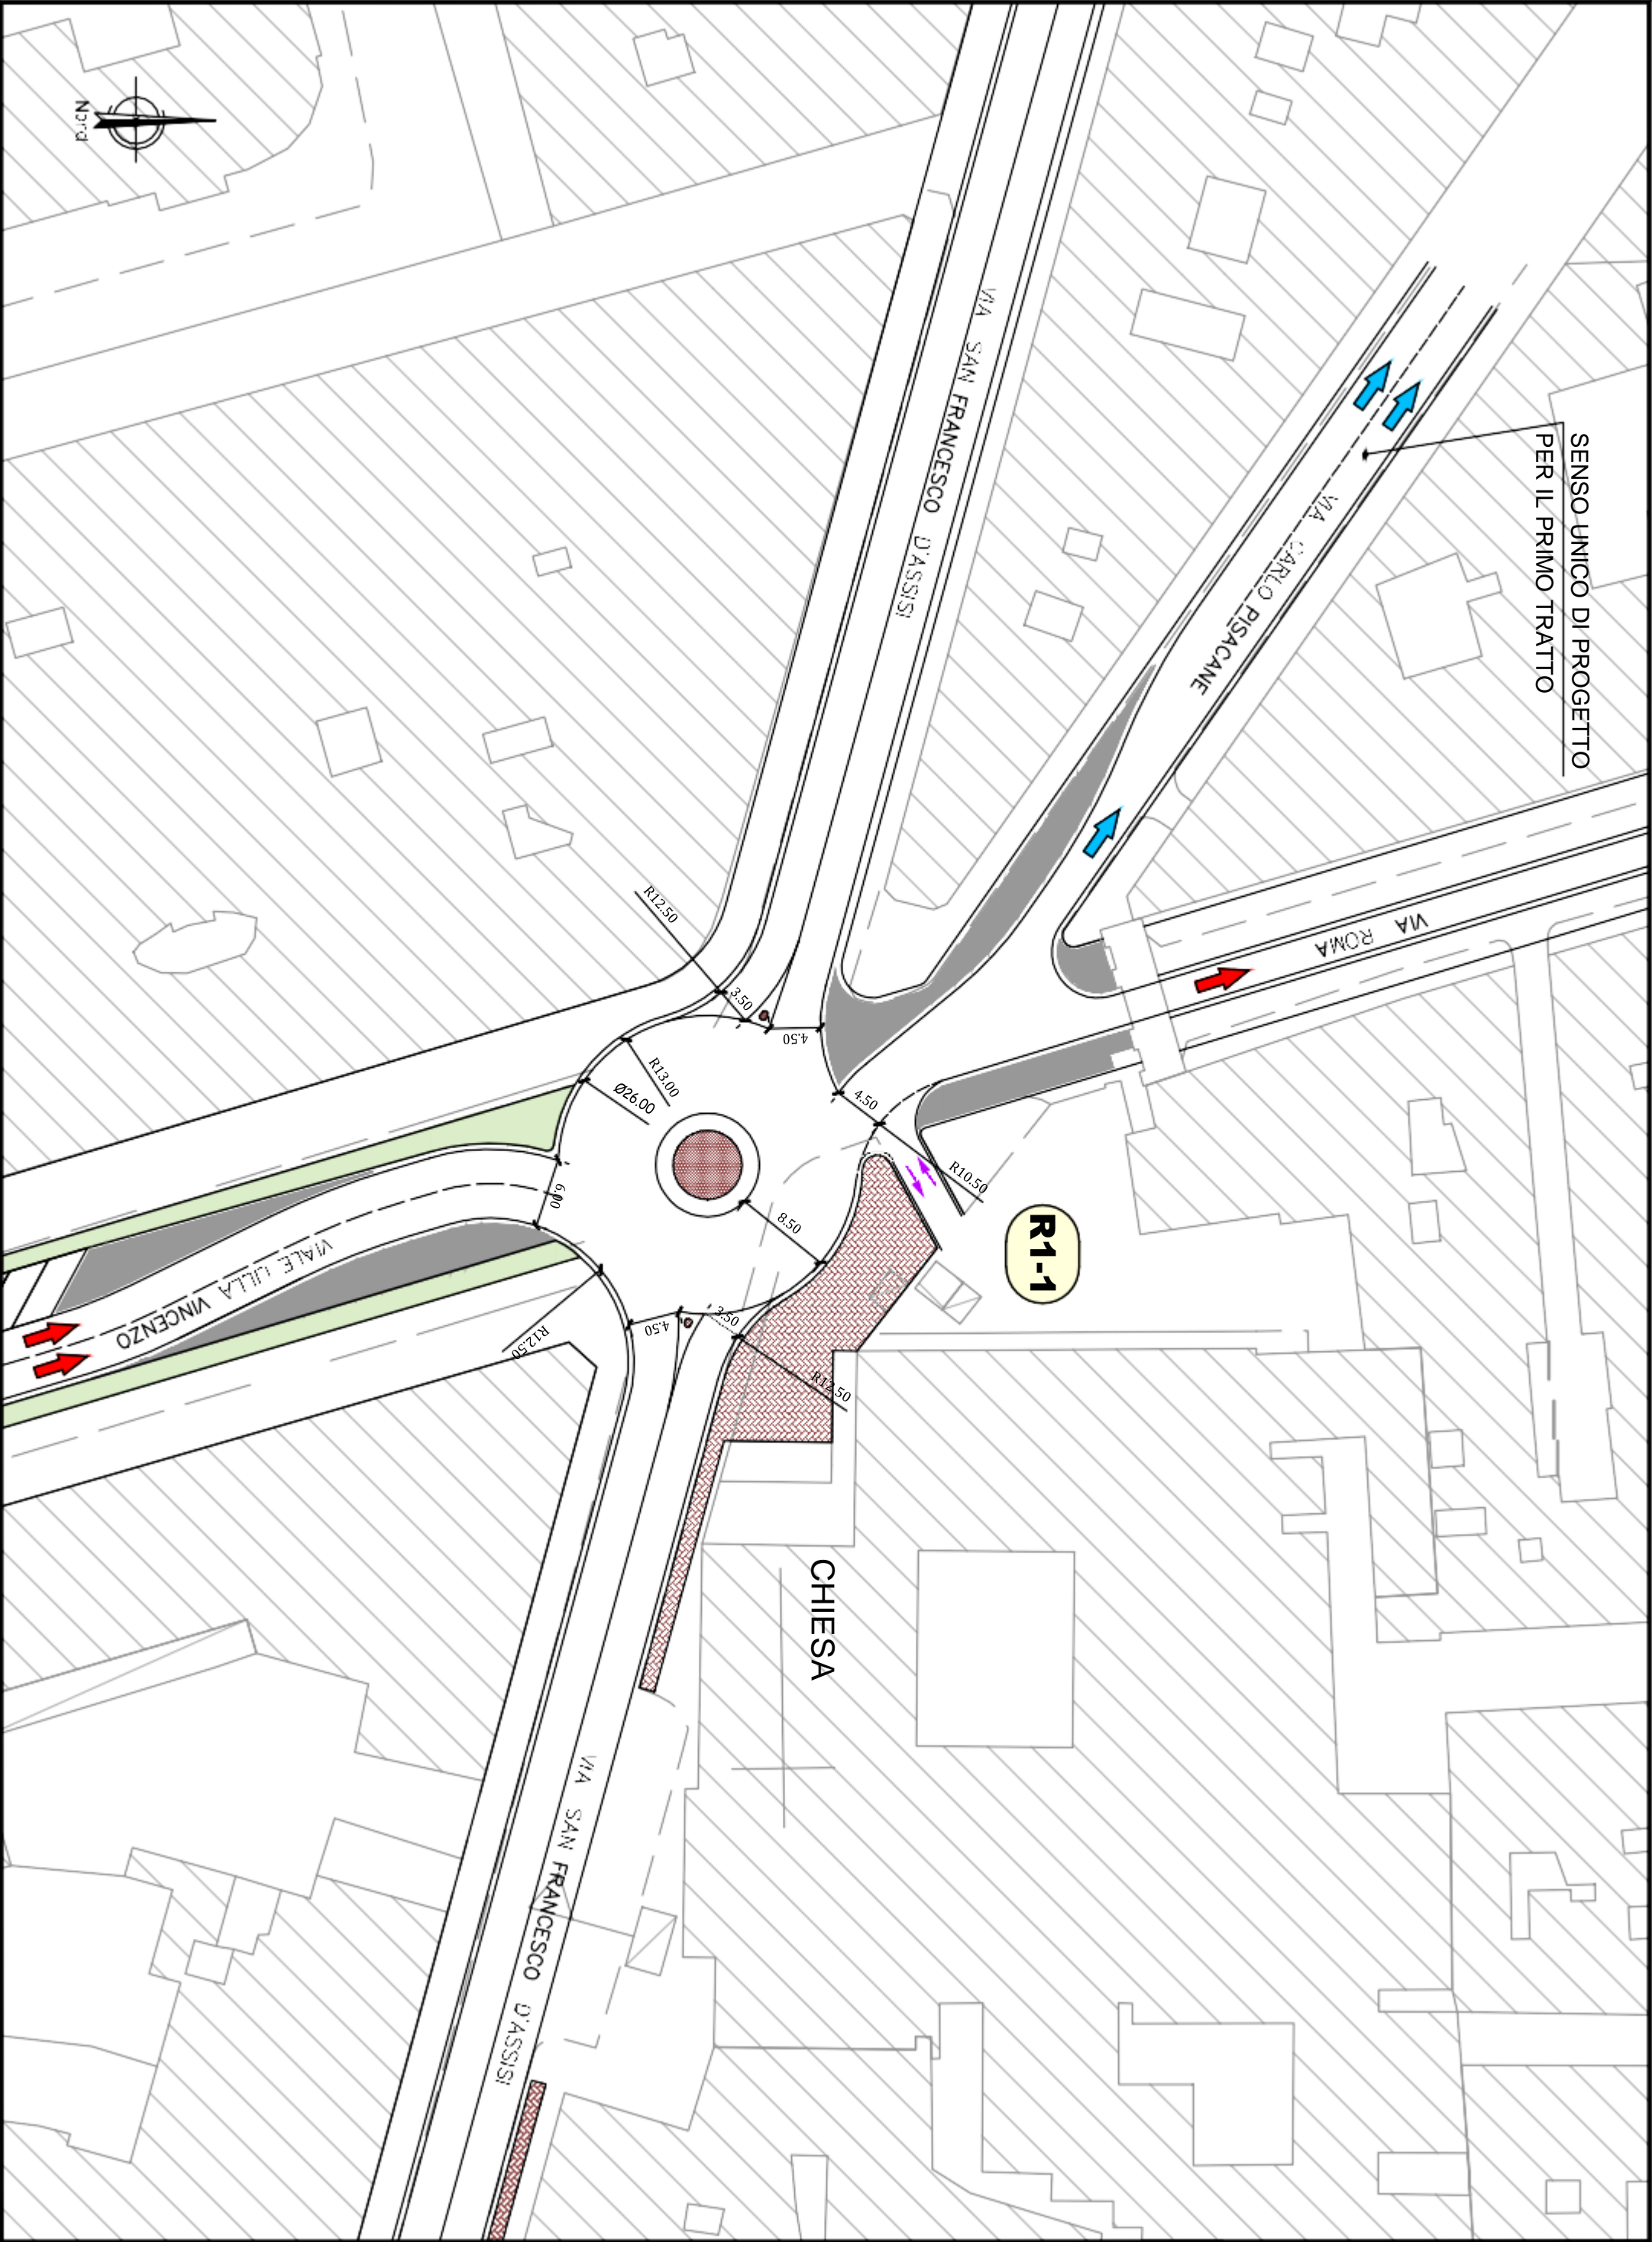 Nord
SENSO UNICO DI PROGETTO
PER IL PRIMO TRATTO
VIA SAN FRANCESCO D'ASSISI
VIA CARLO PISACANE
VIA ROMA
R12.50
3.50
4.50
R13.00
Ø26.00
4.50
R10.50
R1-1
6.00
8.50
VIALE ULLA VINCENZO
R12.50
4.50
3.50
R12.50
CHIESA
VIA SAN FRANCESCO D'ASSISI